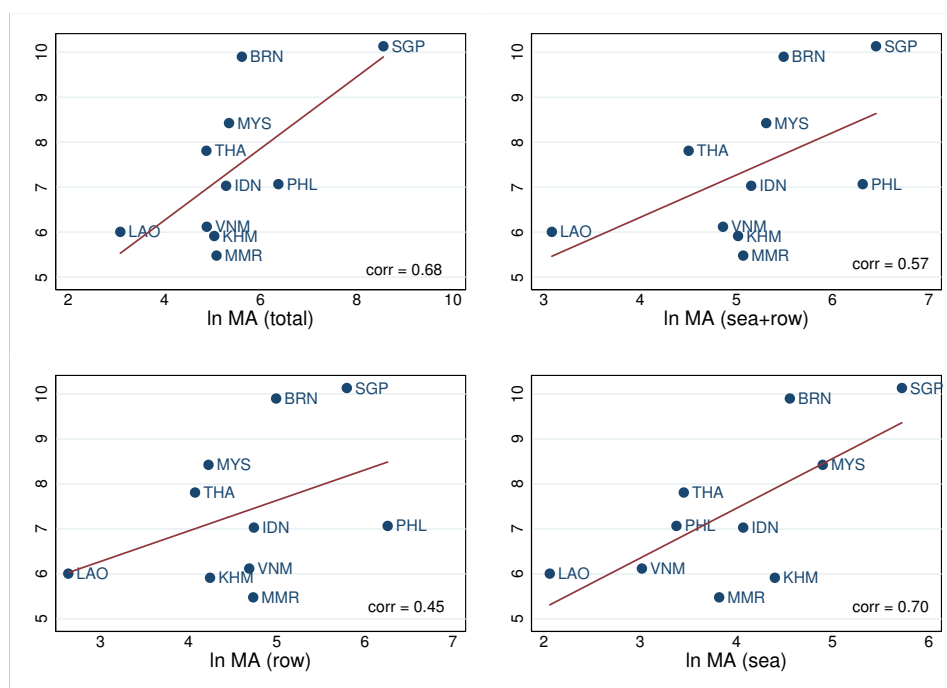 10
9
8
7
6
5
SGP
BRN
MYS
THA
IDN
PHL
LAO
VNM
KHM
MMR
corr = 0.68
2 4 6 8 10
ln MA (total)
10
9
8
7
6
5
SGP
BRN
MYS
THA
IDN
PHL
VNM
LAO
KHM
MMR
corr = 0.57
3 4 5 6 7
ln MA (sea+row)
10
9
8
7
6
5
SGP
BRN
MYS
THA
IDN
PHL
LAO
VNM
KHM
MMR
corr = 0.45
3 4 5 6 7
ln MA (row)
10
9
8
7
6
5
SGP
BRN
MYS
THA
PHL
IDN
LAO
VNM
KHM
MMR
corr = 0.70
2 3 4 5 6
ln MA (sea)